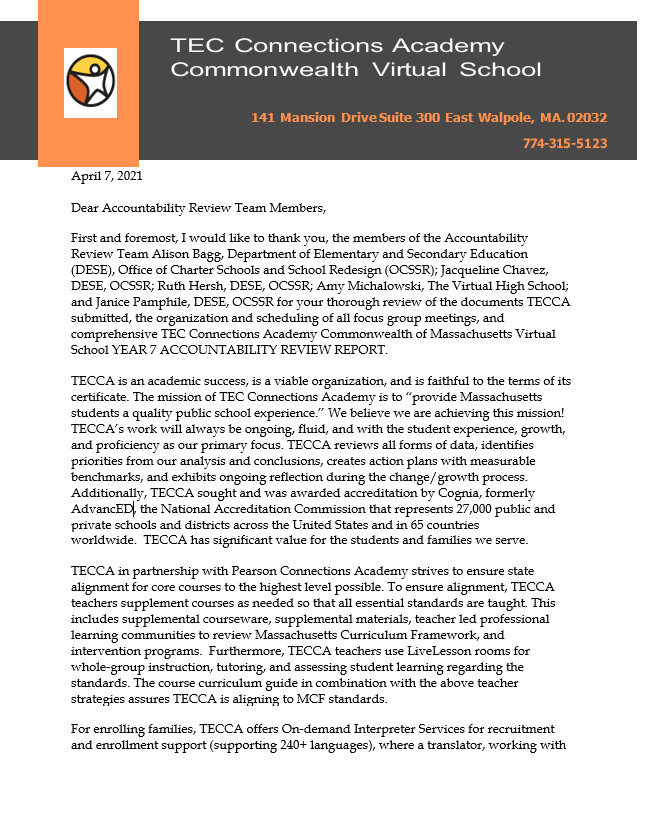 TEC Connections Academy
Commonwealth Virtual School
141 Mansion Drive Suite 300 East Walpole, MA. 02032
774-315-5123
April 7, 2021
Dear Accountability Review Team Members,
First and foremost, I would like to thank you, the members of the Accountability
Review Team Alison Bagg, Department of Elementary and Secondary Education
(DESE), Office of Charter Schools and School Redesign (OCSSR); Jacqueline Chavez,
DESE, OCSSR; Ruth Hersh, DESE, OCSSR; Amy Michalowski, The Virtual High School;
and Janice Pamphile, DESE, OCSSR for your thorough review of the documents TECCA
submitted, the organization and scheduling of all focus group meetings, and
comprehensive TEC Connections Academy Commonwealth of Massachusetts Virtual
School YEAR 7 ACCOUNTABILITY REVIEW REPORT.
TECCA is an academic success, is a viable organization, and is faithful to the terms of its
certificate. The mission of TEC Connections Academy is to “provide Massachusetts
students a quality public school experience.” We believe we are achieving this mission!
TECCA’s work will always be ongoing, fluid, and with the student experience, growth,
and proficiency as our primary focus. TECCA reviews all forms of data, identifies
priorities from our analysis and conclusions, creates action plans with measurable
benchmarks, and exhibits ongoing reflection during the change/growth process.
Additionally, TECCA sought and was awarded accreditation by Cognia, formerly
AdvancED, the National Accreditation Commission that represents 27,000 public and
private schools and districts across the United States and in 65 countries
worldwide.  TECCA has significant value for the students and families we serve.
TECCA in partnership with Pearson Connections Academy strives to ensure state
alignment for core courses to the highest level possible. To ensure alignment, TECCA
teachers supplement courses as needed so that all essential standards are taught. This
includes supplemental courseware, supplemental materials, teacher led professional
learning communities to review Massachusetts Curriculum Framework, and
intervention programs.  Furthermore, TECCA teachers use LiveLesson rooms for
whole-group instruction, tutoring, and assessing student learning regarding the
standards. The course curriculum guide in combination with the above teacher
strategies assures TECCA is aligning to MCF standards.
For enrolling families, TECCA offers On-demand Interpreter Services for recruitment
and enrollment support (supporting 240+ languages), where a translator, working with